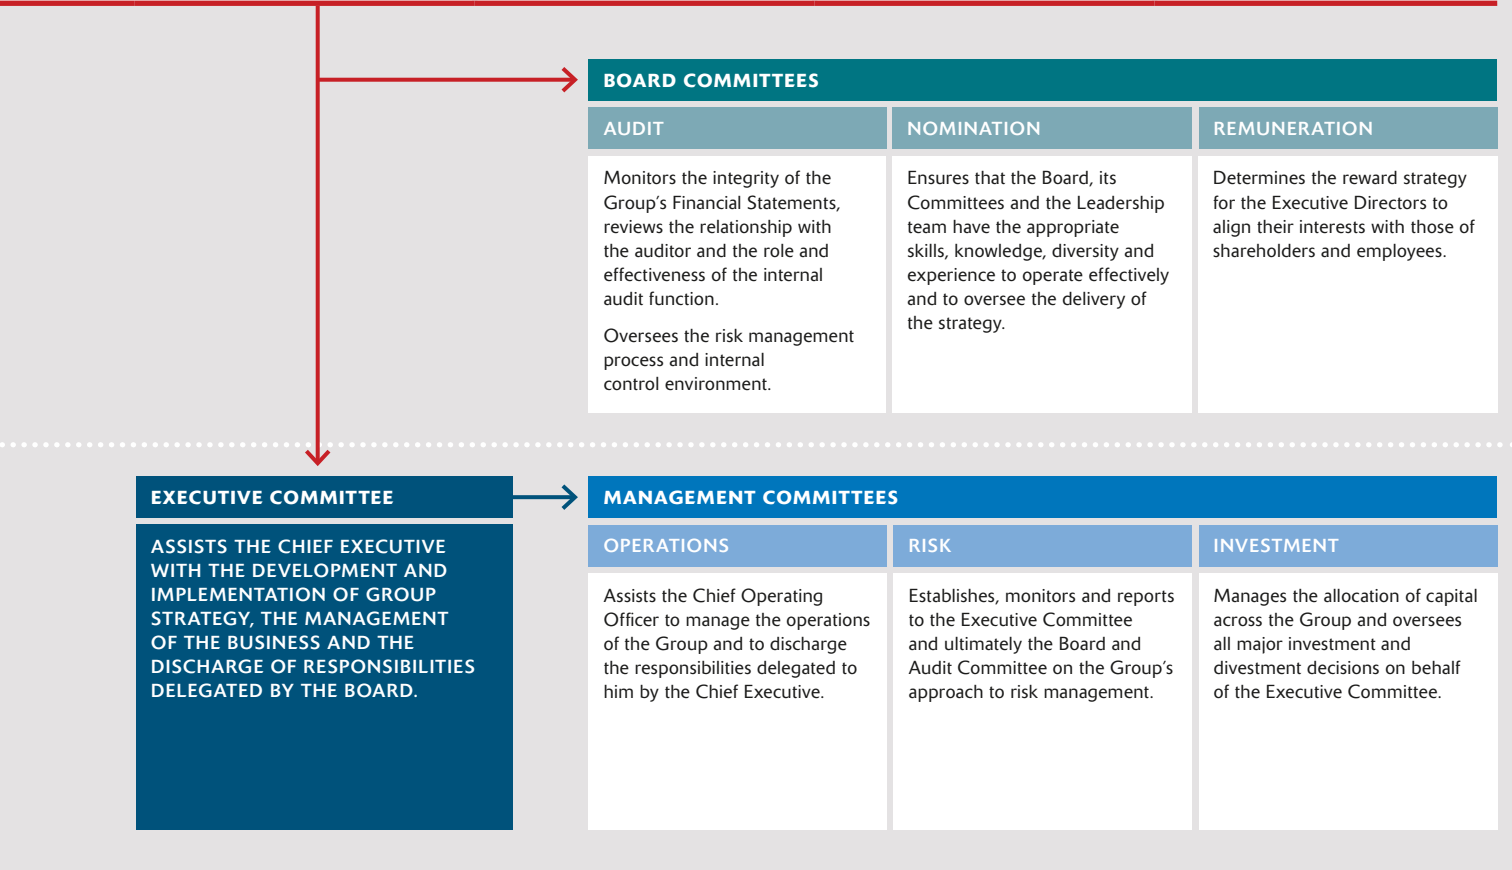 BOARD COMMITTEES
AUDIT
Monitors the integrity of the
Group’s Financial Statements,
reviews the relationship with
the auditor and the role and
effectiveness of the internal
audit function.
Oversees the risk management
process and internal
control environment.
NOMINATION
Ensures that the Board, its
Committees and the Leadership
team have the appropriate
skills, knowledge, diversity and
experience to operate effectively
and to oversee the delivery of
the strategy.
REMUNERATION
Determines the reward strategy
for the Executive Directors to
align their interests with those of
shareholders and employees.
EXECUTIVE COMMITTEE
ASSISTS THE CHIEF EXECUTIVE
WITH THE DEVELOPMENT AND
IMPLEMENTATION OF GROUP
STRATEGY, THE MANAGEMENT
OF THE BUSINESS AND THE
DISCHARGE OF RESPONSIBILITIES
DELEGATED BY THE BOARD.
MANAGEMENT COMMITTEES
OPERATIONS
Assists the Chief Operating
Officer to manage the operations
of the Group and to discharge
the responsibilities delegated to
him by the Chief Executive.
RISK
Establishes, monitors and reports
to the Executive Committee
and ultimately the Board and
Audit Committee on the Group’s
approach to risk management.
INVESTMENT
Manages the allocation of capital
across the Group and oversees
all major investment and
divestment decisions on behalf
of the Executive Committee.